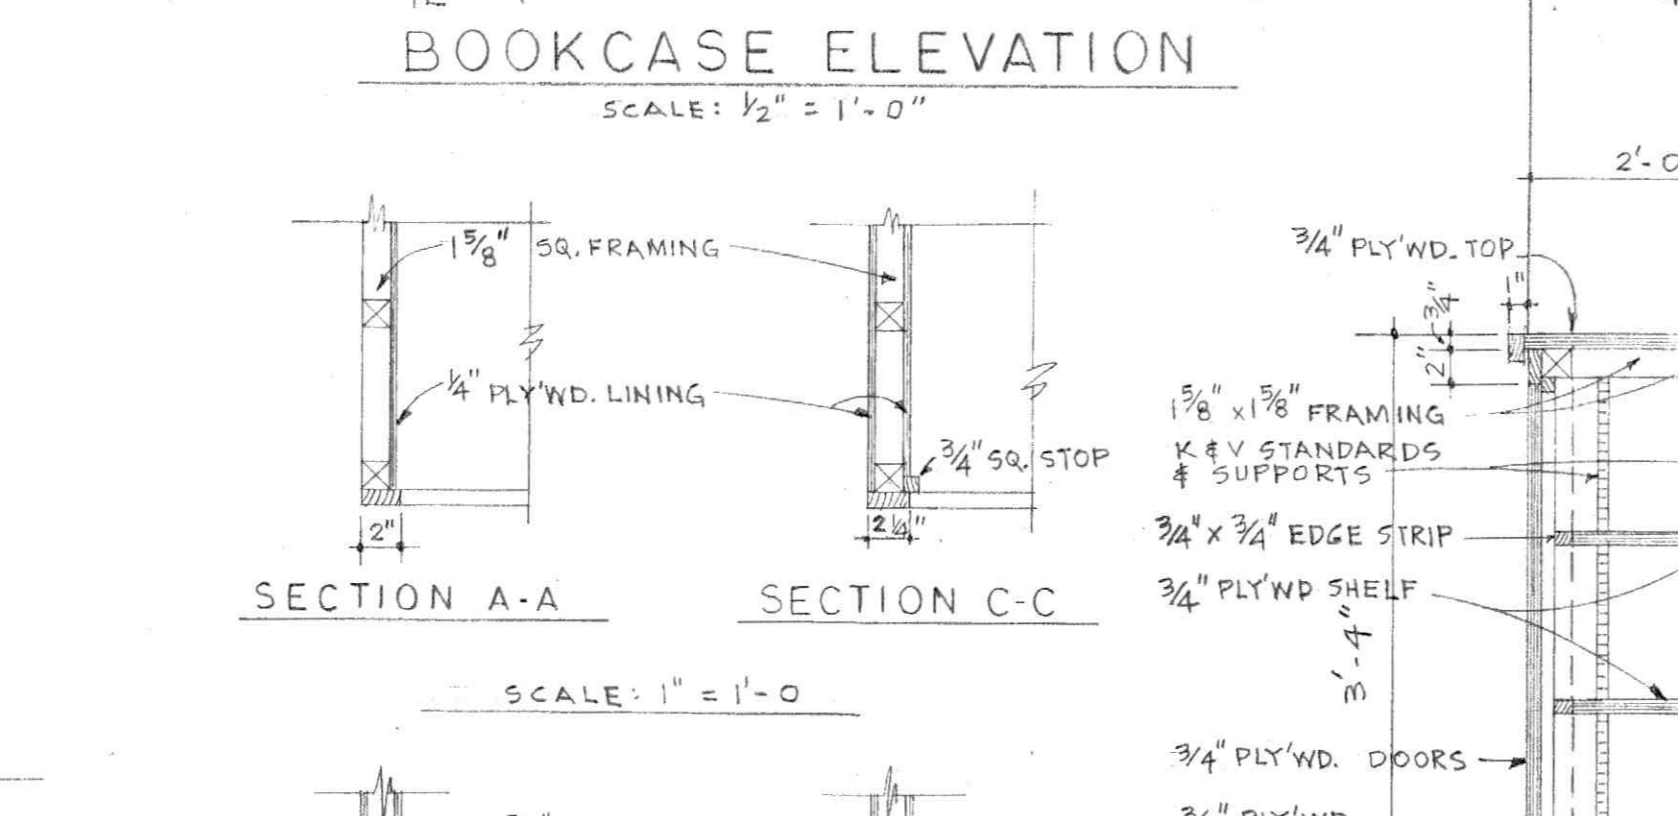 BOOKCASE ELEVATION
SCALE: 1/2" = 1'-0"
1 5/8" SQ. FRAMING
1/4" PLY'WD. LINING
3/4" SQ. STOP
2"
2 1/4"
SECTION A-A
SECTION C-C
SCALE: 1" = 1'-0
2'-0
3/4" PLY'WD. TOP
1"
3/4"
2"
1 5/8" x 1 5/8" FRAMING
K & V STANDARDS
& SUPPORTS
3/4" x 3/4" EDGE STRIP
3/4" PLY'WD SHELF
3'-4"
3/4" PLY'WD. DOORS